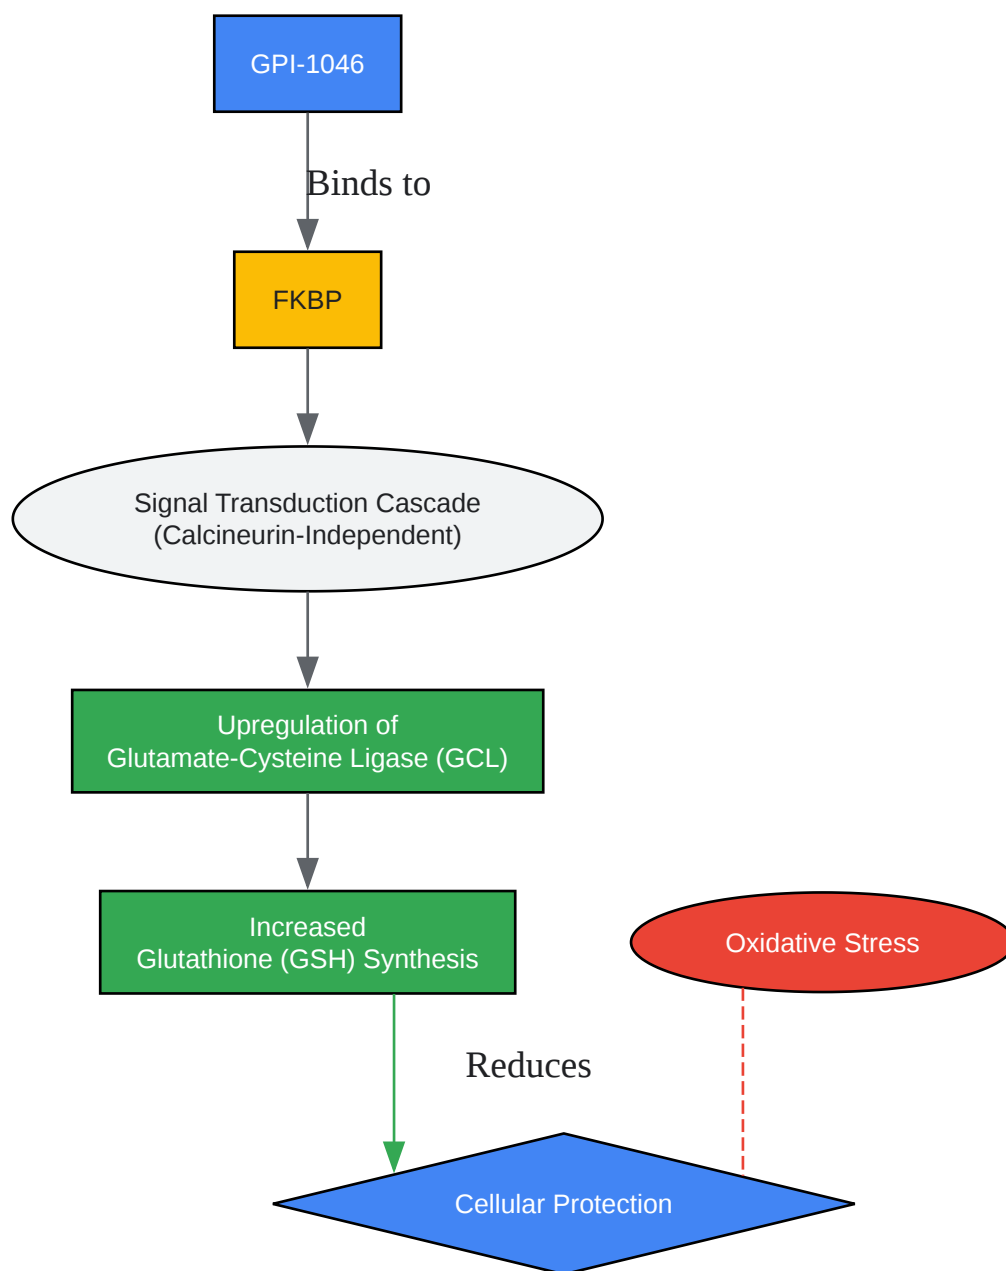 GPI-1046
Binds to
FKBP
Signal Transduction Cascade
(Calcineurin-Independent)
Upregulation of
Glutamate-Cysteine Ligase (GCL)
Increased
Glutathione (GSH) Synthesis
Oxidative Stress
Reduces
Cellular Protection